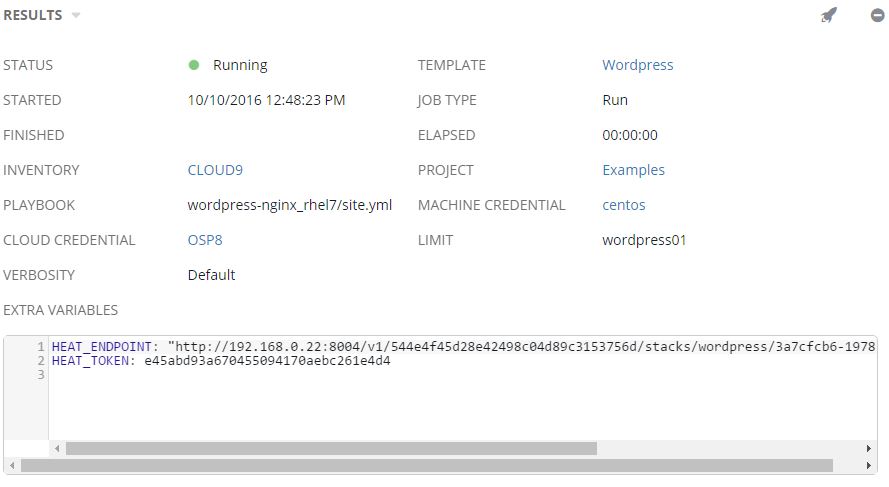 RESULTS
STATUS Running TEMPLATE Wordpress
STARTED 10/10/2016 12:48:23 PM JOB TYPE Run
FINISHED ELAPSED 00:00:00
INVENTORY CLOUD9 PROJECT Examples
PLAYBOOK wordpress-nginx_rhel7/site.yml MACHINE CREDENTIAL centos
CLOUD CREDENTIAL OSP8 LIMIT wordpress01
VERBOSITY Default
EXTRA VARIABLES
1 HEAT_ENDPOINT: "http://192.168.0.22:8004/v1/544e4f45d28e42498c04d89c3153756d/stacks/wordpress/3a7cfcb6-1978
2 HEAT_TOKEN: e45abd93a670455094170aebc261e4d4
3